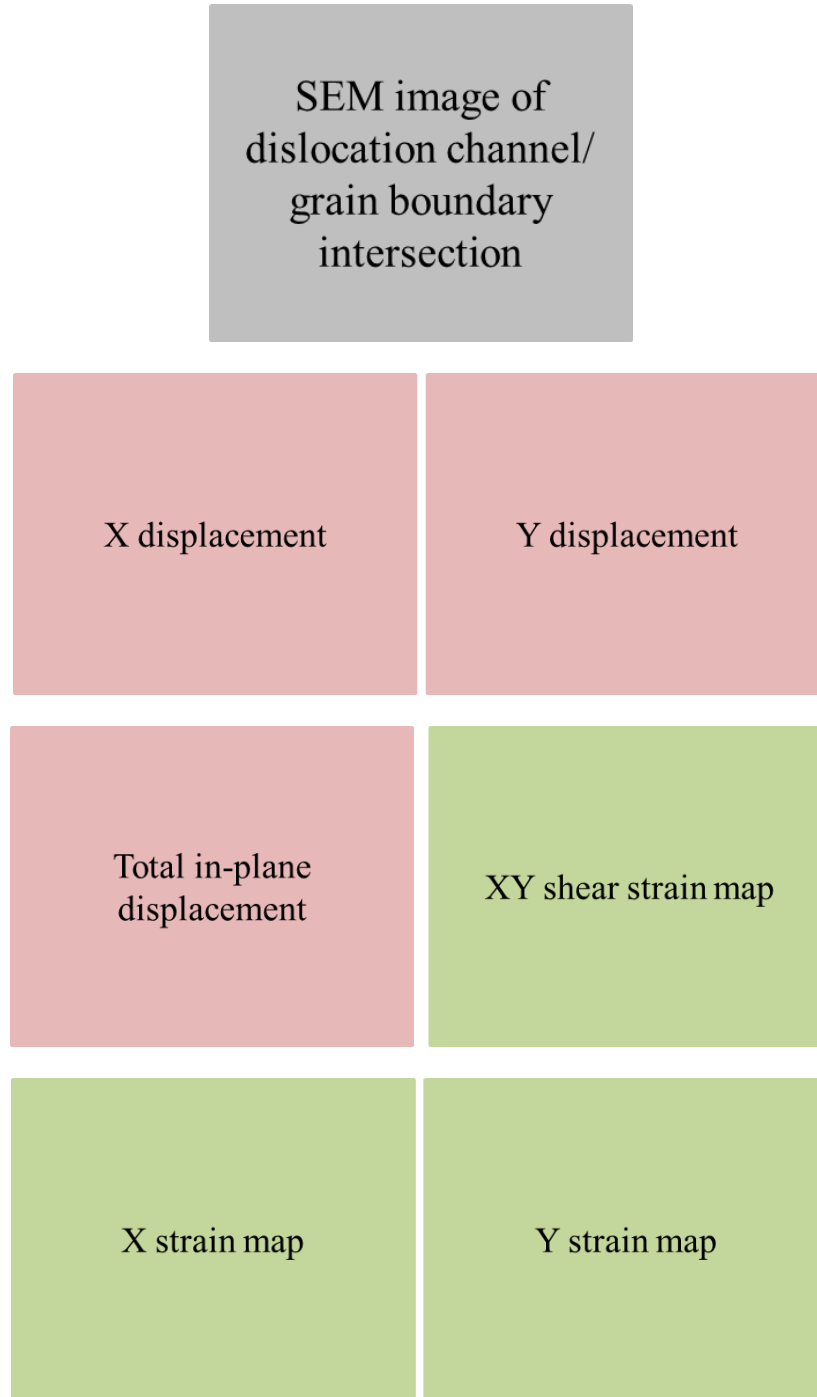 SEM image of
dislocation channel/
grain boundary
intersection
X displacement
Y displacement
Total in-plane
displacement
XY shear strain map
X strain map
Y strain map